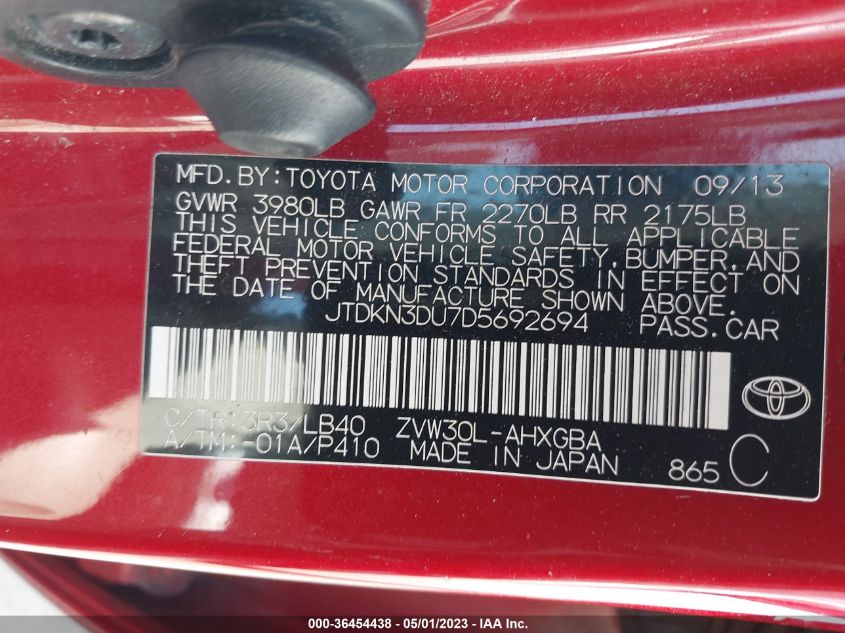 MFD.BY:TOYOTA MOTOR CORPORATION 09/13
GVWR 3980LB GAWR FR 2270LB RR 2175LB
THIS VEHICLE CONFORMS TO ALL APPLICABLE
FEDERAL MOTOR VEHICLE SAFETY,BUMPER,AND
THEFT PREVENTION STANDARDS IN EFFECT ON
THE DATE OF MANUFACTURE SHOWN ABOVE.
JTDKN3DU7D5692694 PASS.CAR
C/TR:3R3/LB40 ZVW30L-AHXGBA
A/TM:-01A/P410 MADE IN JAPAN 865 C
000-36454438 - 05/01/2023 - IAA Inc.